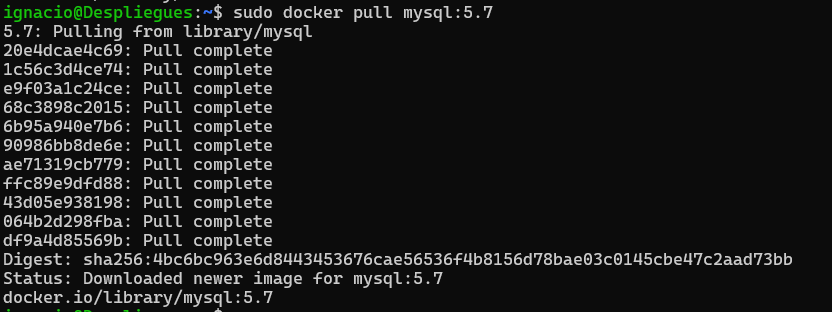 ignacio@Despliegues:~$ sudo docker pull mysql:5.7
5.7: Pulling from library/mysql
20e4dcae4c69: Pull complete
1c56c3d4ce74: Pull complete
e9f03a1c24ce: Pull complete
68c3898c2015: Pull complete
6b95a940e7b6: Pull complete
90986bb8de6e: Pull complete
ae71319cb779: Pull complete
ffc89e9dfd88: Pull complete
43d05e938198: Pull complete
064b2d298fba: Pull complete
df9a4d85569b: Pull complete
Digest: sha256:4bc6bc963e6d8443453676cae56536f4b8156d78bae03c0145cbe47c2aad73bb
Status: Downloaded newer image for mysql:5.7
docker.io/library/mysql:5.7